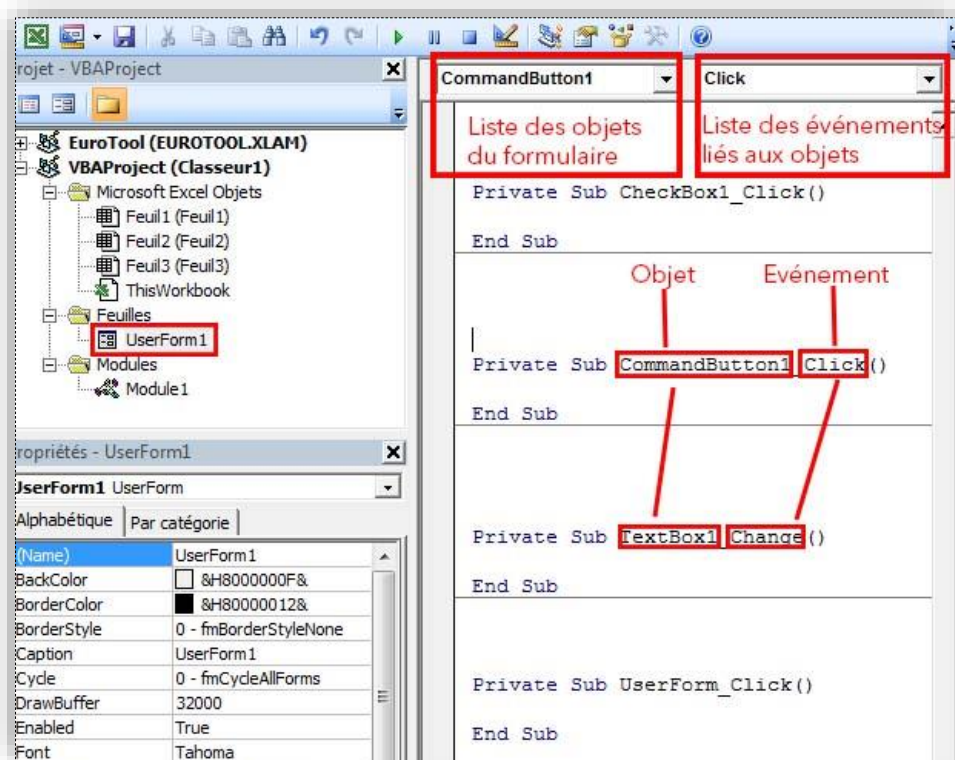 rojet - VBAProject
EuroTool (EUROTOOL.XLAM)
VBAProject (Classeur1)
Microsoft Excel Objets
Feuil1 (Feuil1)
Feuil2 (Feuil2)
Feuil3 (Feuil3)
ThisWorkbook
Feuilles
UserForm1
Modules
Module1
ropriétés - UserForm1
UserForm1 UserForm
Alphabétique Par catégorie
(Name) UserForm1
BackColor &H8000000F&
BorderColor &H80000012&
BorderStyle 0 - fmBorderStyleNone
Caption UserForm1
Cycle 0 - fmCycleAllForms
DrawBuffer 32000
Enabled True
Font Tahoma
CommandButton1 Click
Liste des objets
du formulaire
Liste des événements
liés aux objets
Private Sub CheckBox1_Click()
End Sub
Objet Evénement
Private Sub CommandButton1_Click()
End Sub
Private Sub TextBox1_Change()
End Sub
Private Sub UserForm_Click()
End Sub